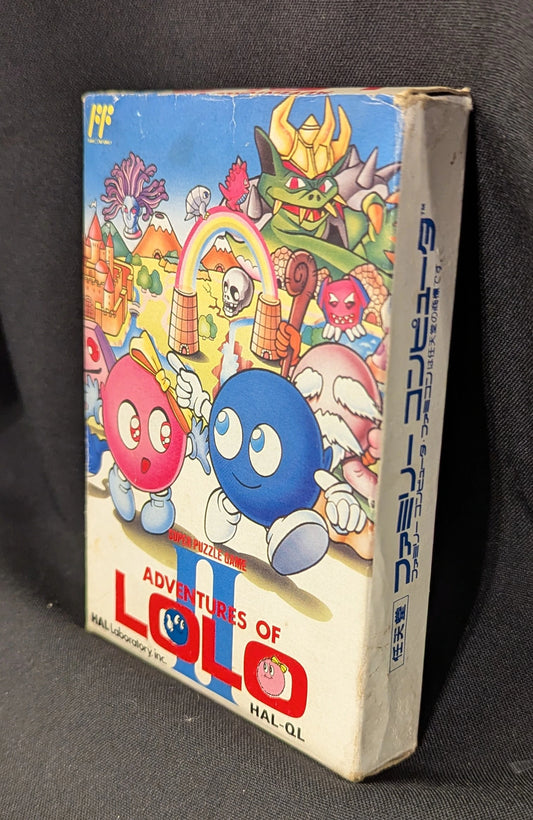 SUPER PUZZLE GAME
II
ADVENTURES OF
LOLO
HAL Laboratory, inc.
HAL-QL
任天堂 ファミリー コンピュータ™
ファミリーコンピュータ・ファミコンは任天堂の商標です。